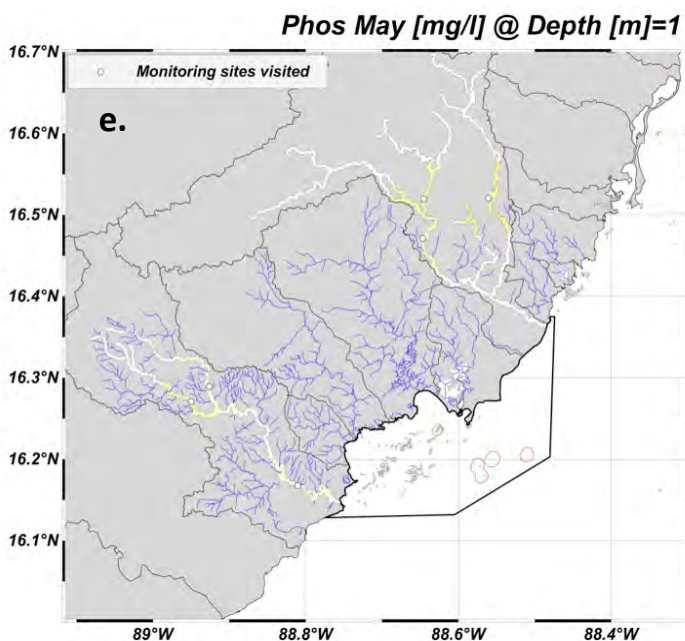 Phos May [mg/l] @ Depth [m]=1
16.7°N
Monitoring sites visited
e.
16.6°N
16.5°N
16.4°N
16.3°N
16.2°N
16.1°N
89°W 88.8°W 88.6°W 88.4°W